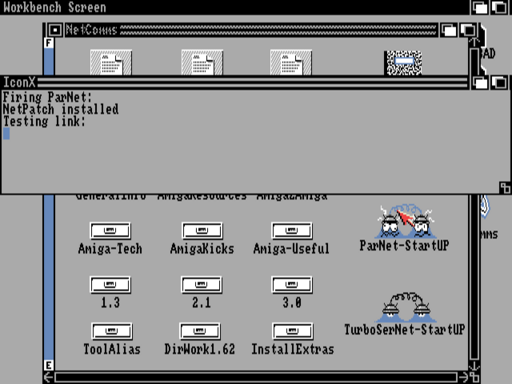 Workbench Screen
F
NetComms
AD
IconX
Firing ParNet:
NetPatch installed
Testing link:
GeneralInfo AmigaResources Amiga2Amiga
mms
Amiga-Tech AmigaKicks Amiga-Useful ParNet-StartUP
1.3 2.1 3.0
TurboSerNet-StartUP
ToolAlias DirWork1.62 InstallExtras
E